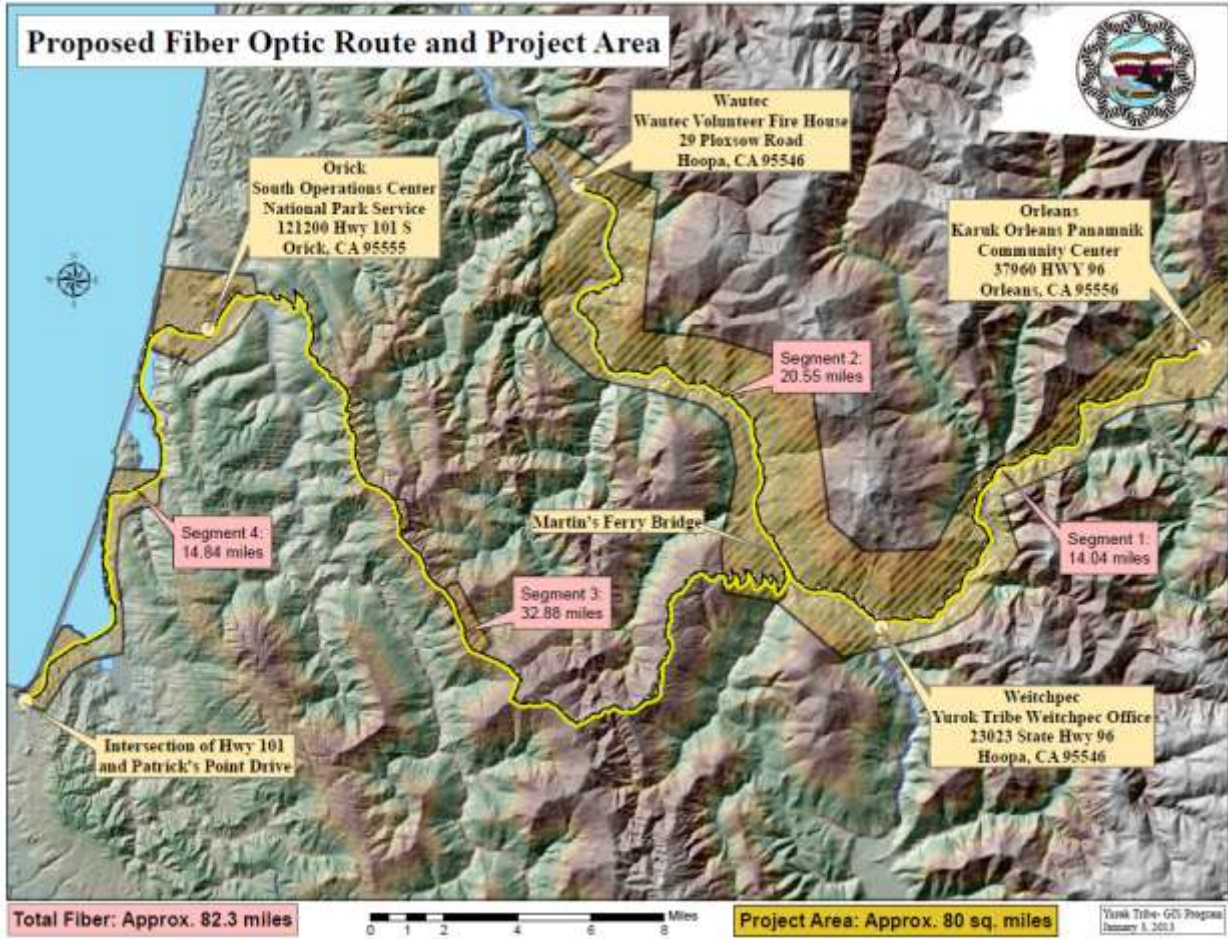 Proposed Fiber Optic Route and Project Area
Wautec
Wautec Volunteer Fire House
29 Ploxsow Road
Hoopa, CA 95546
Orick
South Operations Center
National Park Service
121200 Hwy 101 S
Orick, CA 95555
Orleans
Karuk Orleans Panamnik
Community Center
37960 HWY 96
Orleans, CA 95556
Segment 2:
20.55 miles
Martin's Ferry Bridge
Segment 4:
14.84 miles
Segment 1:
14.04 miles
Segment 3:
32.88 miles
Weitchpec
Yurok Tribe Weitchpec Office
23023 State Hwy 96
Hoopa, CA 95546
Intersection of Hwy 101
and Patrick's Point Drive
Total Fiber: Approx. 82.3 miles
Miles
0 1 2 4 6 8
Project Area: Approx. 80 sq. miles
Yurok Tribe- GIS Program
January 3, 2013